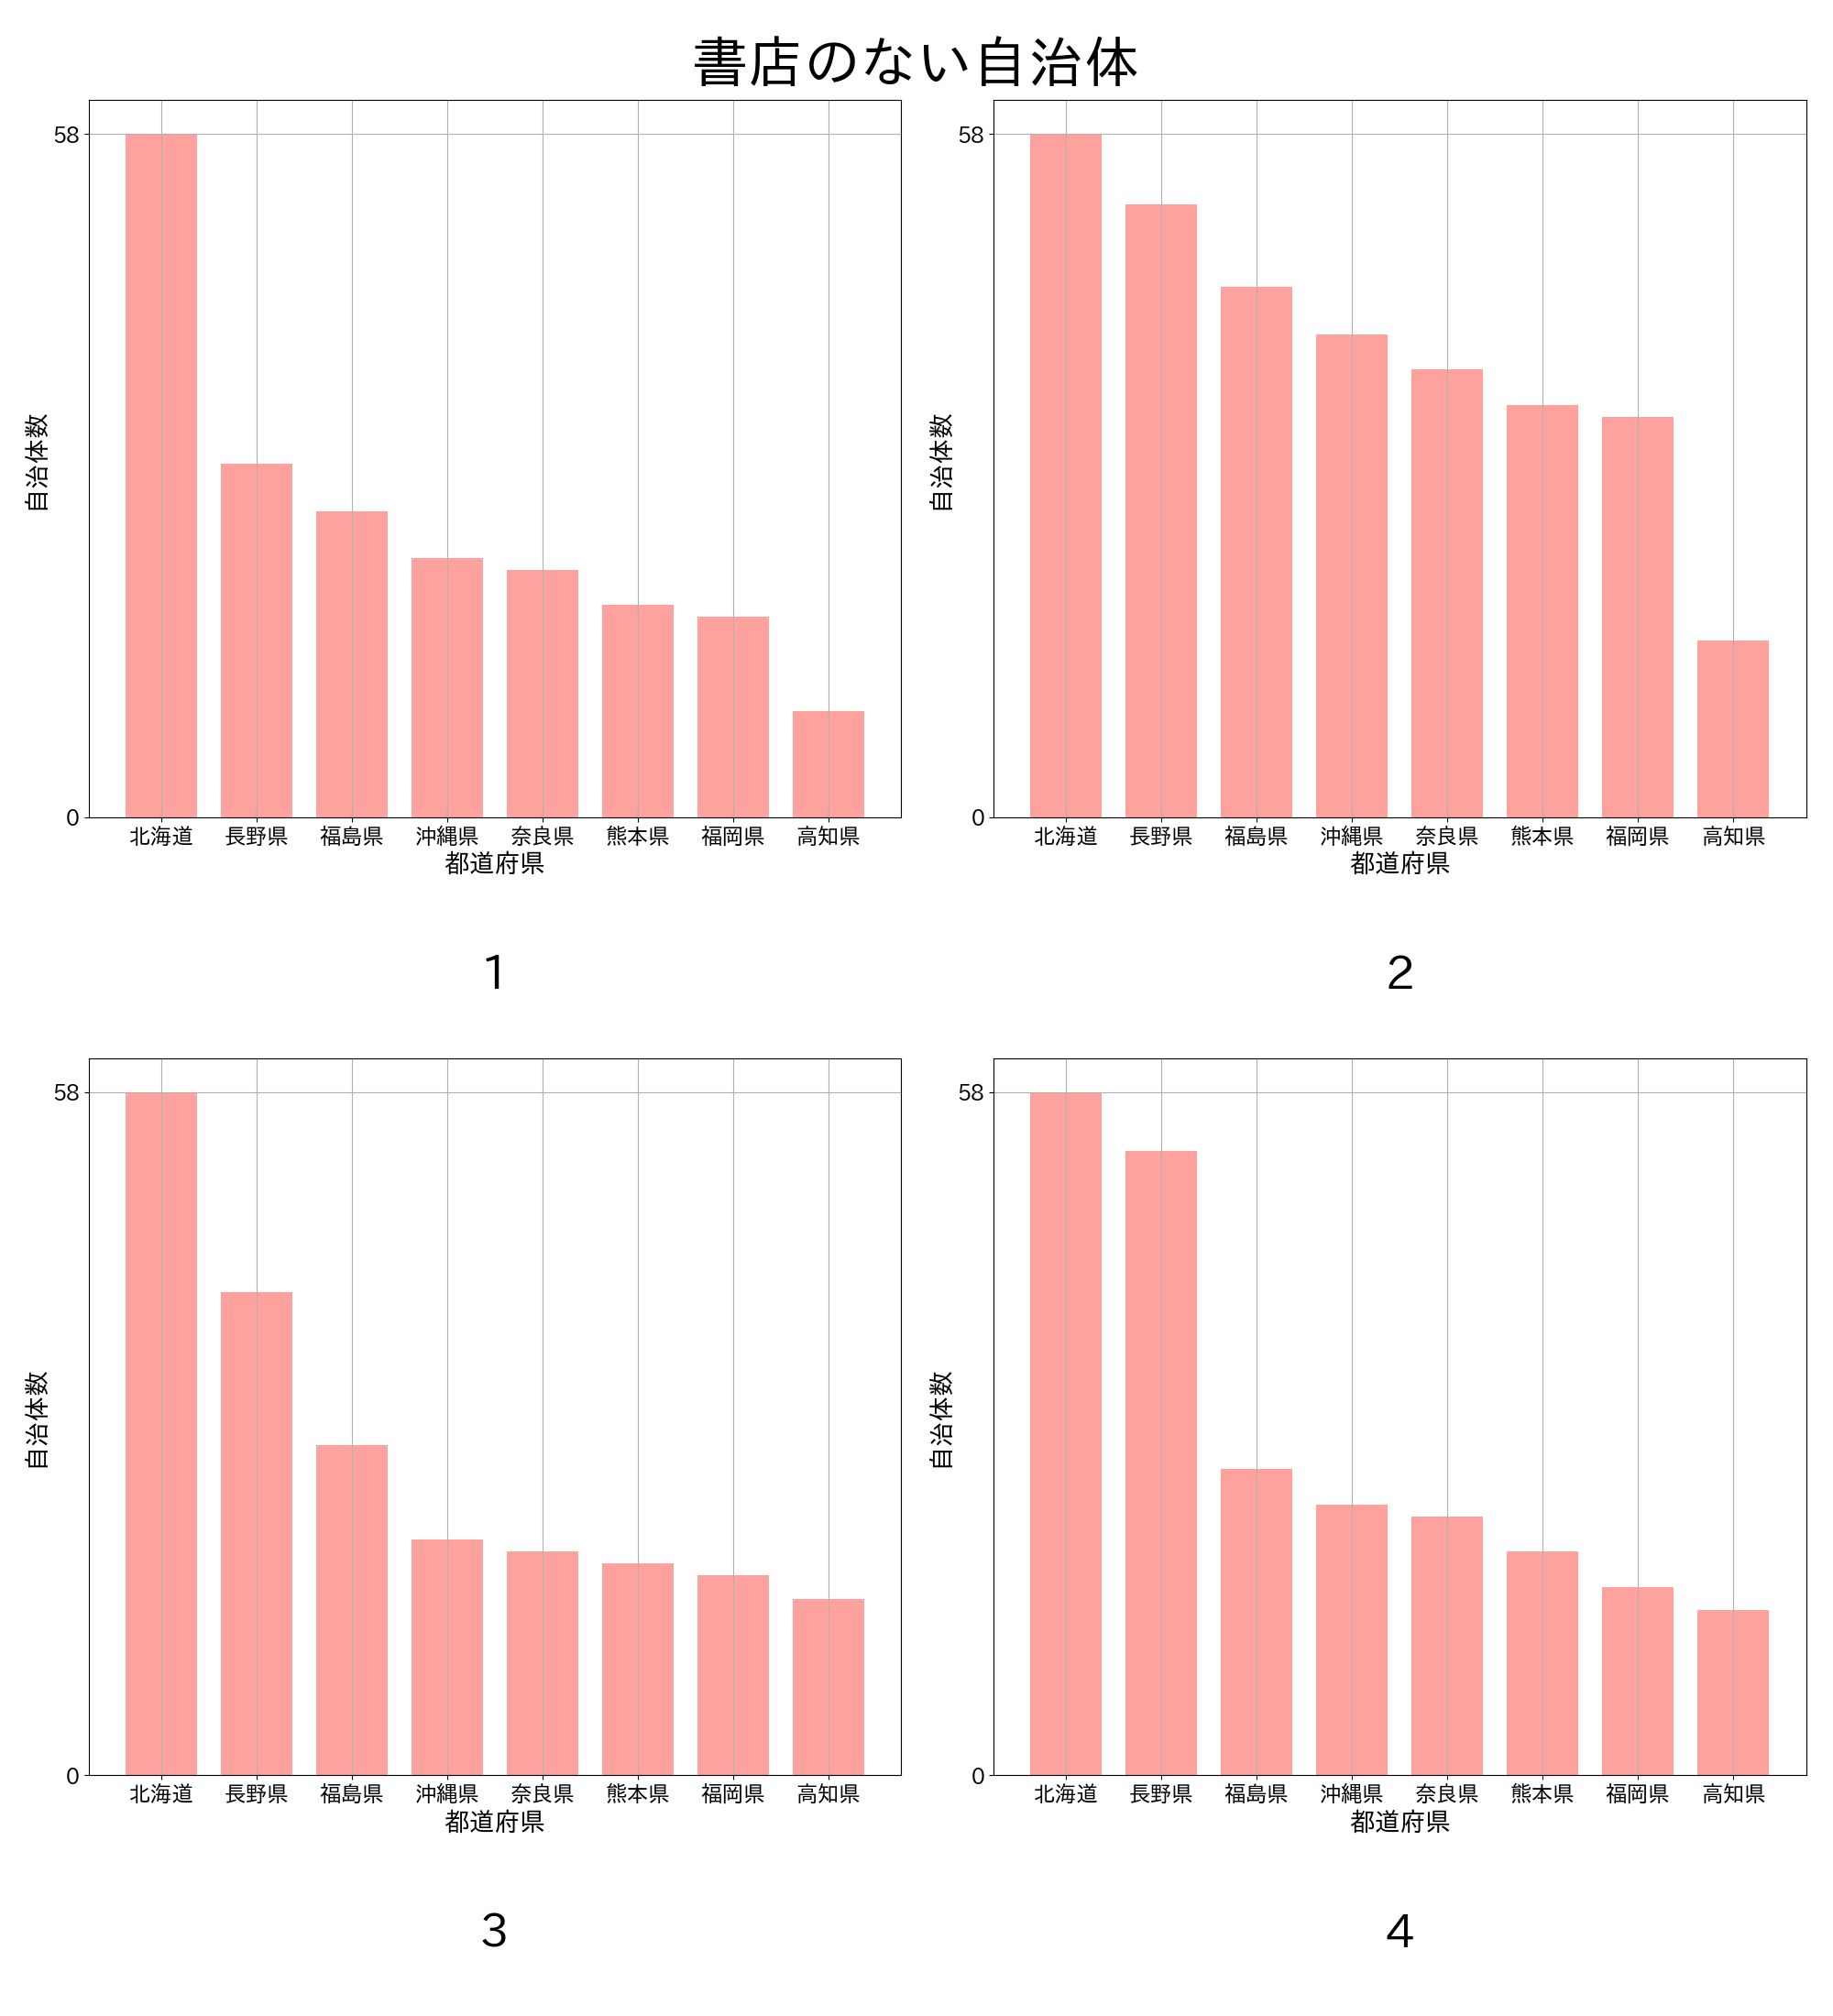 書店のない自治体
58
0
自治体数
北海道 長野県 福島県 沖縄県 奈良県 熊本県 福岡県 高知県
都道府県
1
58
0
自治体数
北海道 長野県 福島県 沖縄県 奈良県 熊本県 福岡県 高知県
都道府県
2
58
0
自治体数
北海道 長野県 福島県 沖縄県 奈良県 熊本県 福岡県 高知県
都道府県
3
58
0
自治体数
北海道 長野県 福島県 沖縄県 奈良県 熊本県 福岡県 高知県
都道府県
4